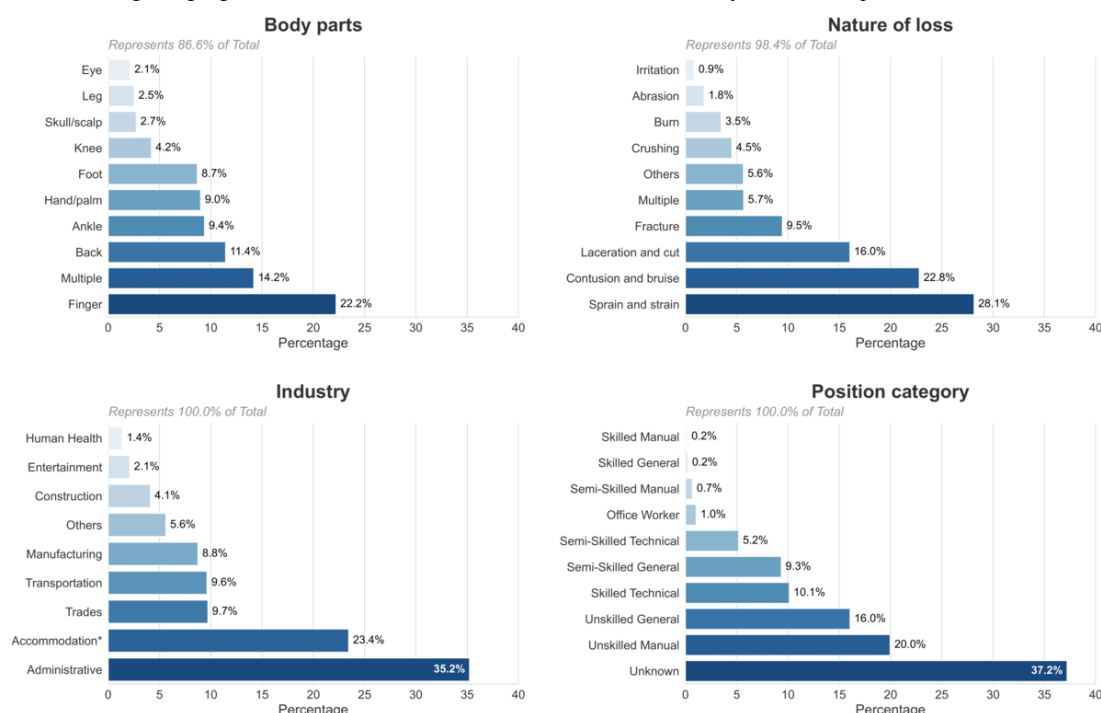 Body parts
Represents 86.6% of Total
Eye 2.1%
Leg 2.5%
Skull/scalp 2.7%
Knee 4.2%
Foot 8.7%
Hand/palm 9.0%
Ankle 9.4%
Back 11.4%
Multiple 14.2%
Finger 22.2%
0 5 10 15 20 25 30 35 40
Percentage
Nature of loss
Represents 98.4% of Total
Irritation 0.9%
Abrasion 1.8%
Burn 3.5%
Crushing 4.5%
Others 5.6%
Multiple 5.7%
Fracture 9.5%
Laceration and cut 16.0%
Contusion and bruise 22.8%
Sprain and strain 28.1%
0 5 10 15 20 25 30 35 40
Percentage
Industry
Represents 100.0% of Total
Human Health 1.4%
Entertainment 2.1%
Construction 4.1%
Others 5.6%
Manufacturing 8.8%
Transportation 9.6%
Trades 9.7%
Accommodation* 23.4%
Administrative 35.2%
0 5 10 15 20 25 30 35 40
Percentage
Position category
Represents 100.0% of Total
Skilled Manual 0.2%
Skilled General 0.2%
Semi-Skilled Manual 0.7%
Office Worker 1.0%
Semi-Skilled Technical 5.2%
Semi-Skilled General 9.3%
Skilled Technical 10.1%
Unskilled General 16.0%
Unskilled Manual 20.0%
Unknown 37.2%
0 5 10 15 20 25 30 35 40
Percentage